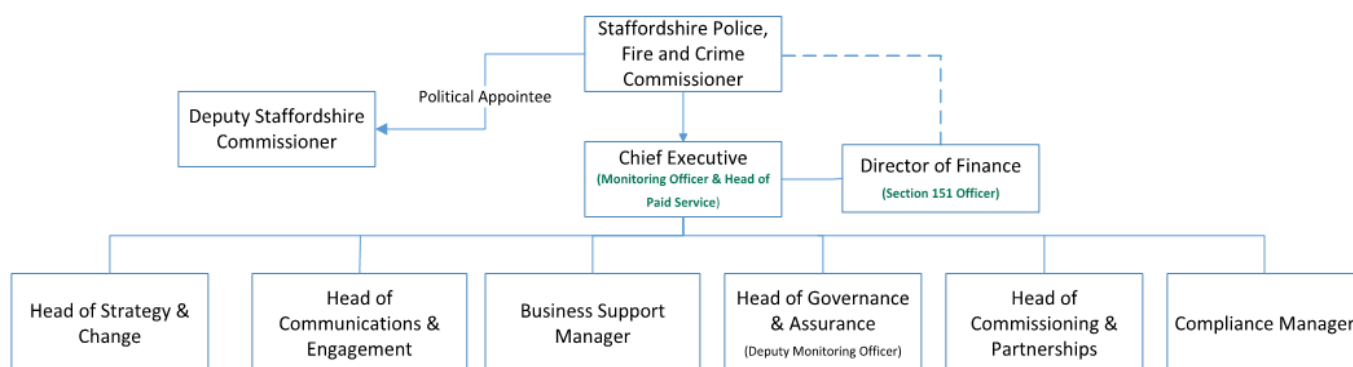 Staffordshire Police,
Fire and Crime
Commissioner
Political Appointee
Deputy Staffordshire
Commissioner
Chief Executive
(Monitoring Officer & Head of
Paid Service)
Director of Finance
(Section 151 Officer)
Head of Strategy &
Change
Head of
Communications &
Engagement
Business Support
Manager
Head of Governance
& Assurance
(Deputy Monitoring Officer)
Head of
Commissioning &
Partnerships
Compliance Manager